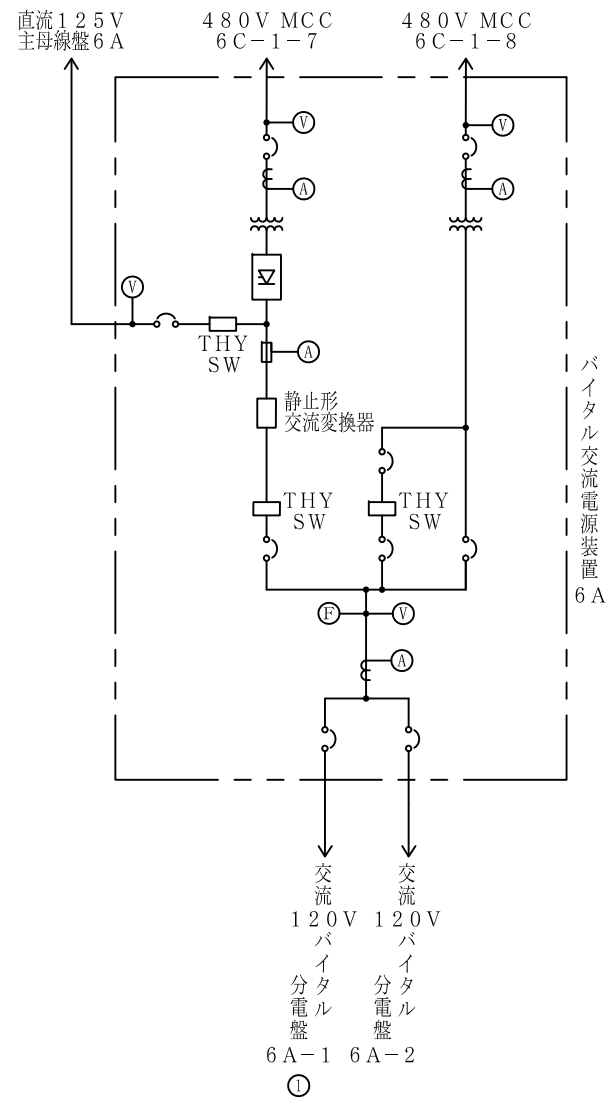 直流125V
主母線盤6A
480V MCC
6C-1-7
480V MCC
6C-1-8
V
V
A
A
V
THY
SW
A
静止形
交流変換器
THY
SW
THY
SW
バイタル交流電源装置
6A
F
V
A
交流
120V
バイタル
分電盤
6A-1
①
交流
120V
バイタル
分電盤
6A-2